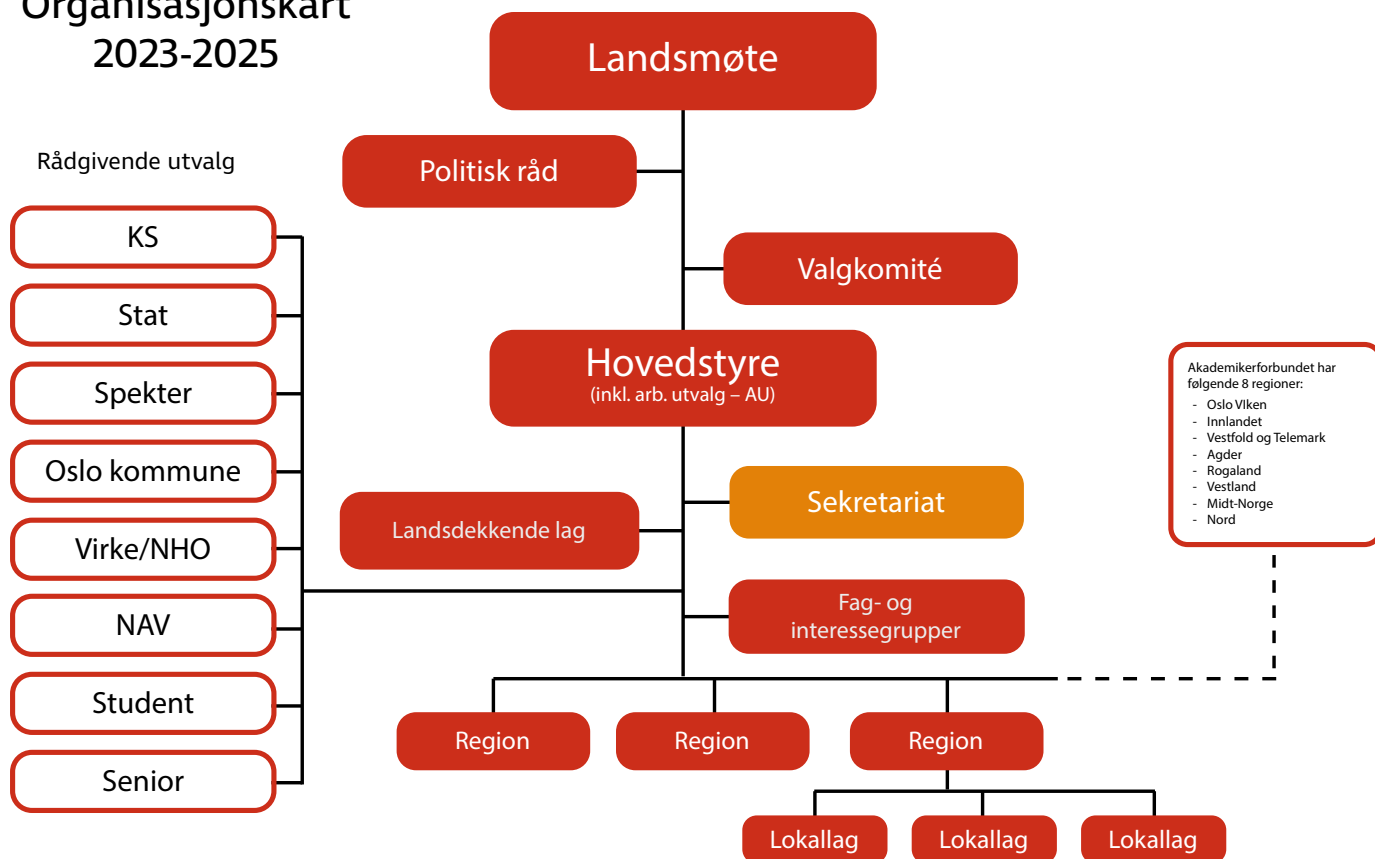 Organisasjonskart
2023-2025
Landsmøte
Politisk råd
Valgkomité
Hovedstyre
(inkl. arb. utvalg – AU)
Rådgivende utvalg
KS
Stat
Spekter
Oslo kommune
Virke/NHO
NAV
Student
Senior
Sekretariat
Landsdekkende lag
Fag- og
interessegrupper
Akademikerforbundet har
følgende 8 regioner:
- Oslo VIken
- Innlandet
- Vestfold og Telemark
- Agder
- Rogaland
- Vestland
- Midt-Norge
- Nord
Region
Region
Region
Lokallag
Lokallag
Lokallag